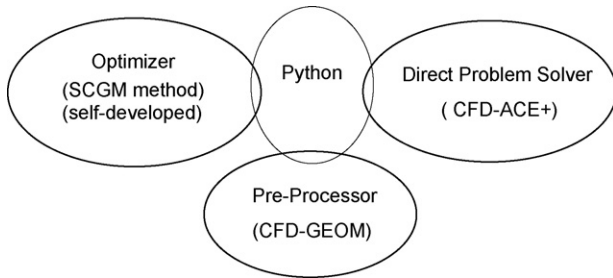 Optimizer
(SCGM method)
(self-developed)
Python
Direct Problem Solver
( CFD-ACE+)
Pre-Processor
(CFD-GEOM)